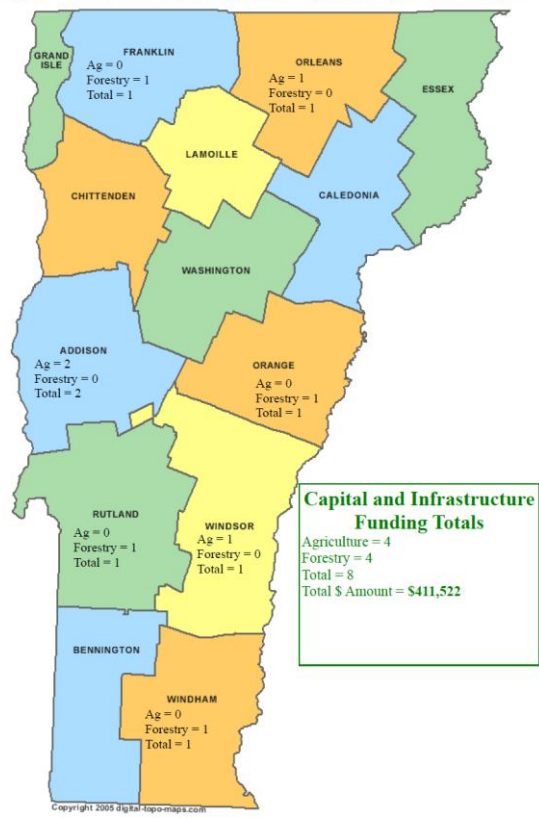 GRAND
ISLE
FRANKLIN
Ag = 0
Forestry = 1
Total = 1
ORLEANS
Ag = 1
Forestry = 0
Total = 1
ESSEX
LAMOILLE
CHITTENDEN
CALEDONIA
WASHINGTON
ADDISON
Ag = 2
Forestry = 0
Total = 2
ORANGE
Ag = 0
Forestry = 1
Total = 1
RUTLAND
Ag = 0
Forestry = 1
Total = 1
WINDSOR
Ag = 1
Forestry = 0
Total = 1
Capital and Infrastructure
Funding Totals
Agriculture = 4
Forestry = 4
Total = 8
Total $ Amount = $411,522
BENNINGTON
WINDHAM
Ag = 0
Forestry = 1
Total = 1
Copyright 2005 digital-topo-maps.com